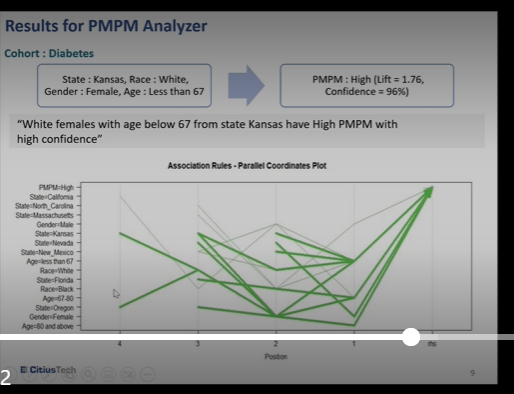 Results for PMPM Analyzer
Cohort : Diabetes
State : Kansas, Race : White,
Gender : Female, Age : Less than 67
PMPM : High (Lift = 1.76,
Confidence = 96%)
“White females with age below 67 from state Kansas have High PMPM with
high confidence”
Association Rules - Parallel Coordinates Plot
PMPM=High
State=California
State=North_Carolina
State=Massachusetts
Gender=Male
State=Kansas
State=Nevada
State=New_Mexico
Age=less than 67
Race=White
State=Florida
Race=Black
Age=67-80
State=Oregon
Gender=Female
Age=80 and above
4 3 2 1 rhs
Position
CitiusTech
9
2